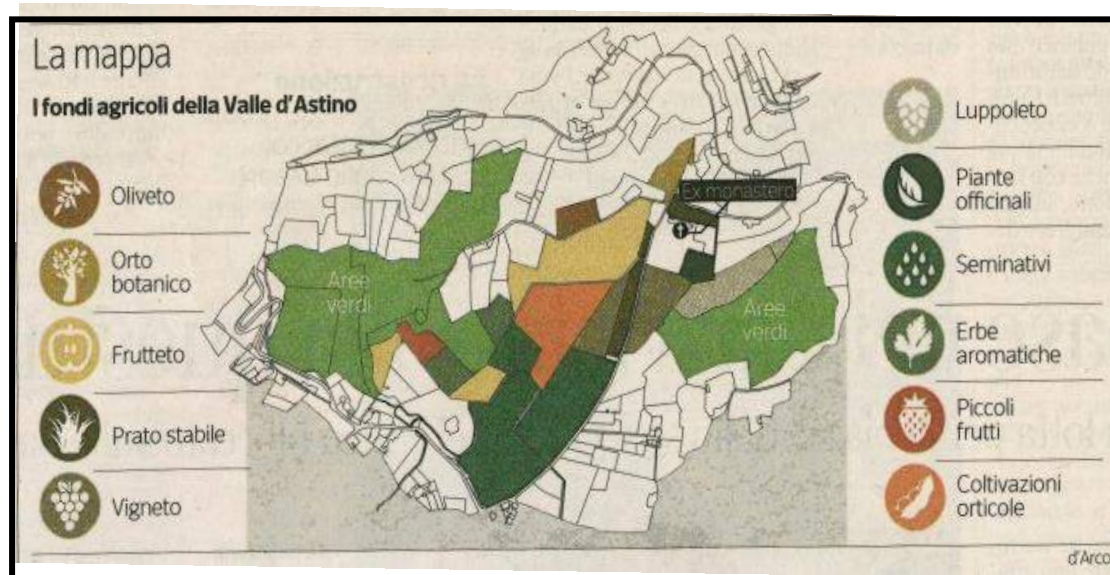 La mappa
I fondi agricoli della Valle d'Astino
Oliveto
Orto
botanico
Frutteto
Prato stabile
Vigneto
Ex monastero
Aree
verdi
Aree
verdi
Luppoleto
Piante
officinali
Seminativi
Erbe
aromatiche
Piccoli
frutti
Coltivazioni
orticole
d'Arco